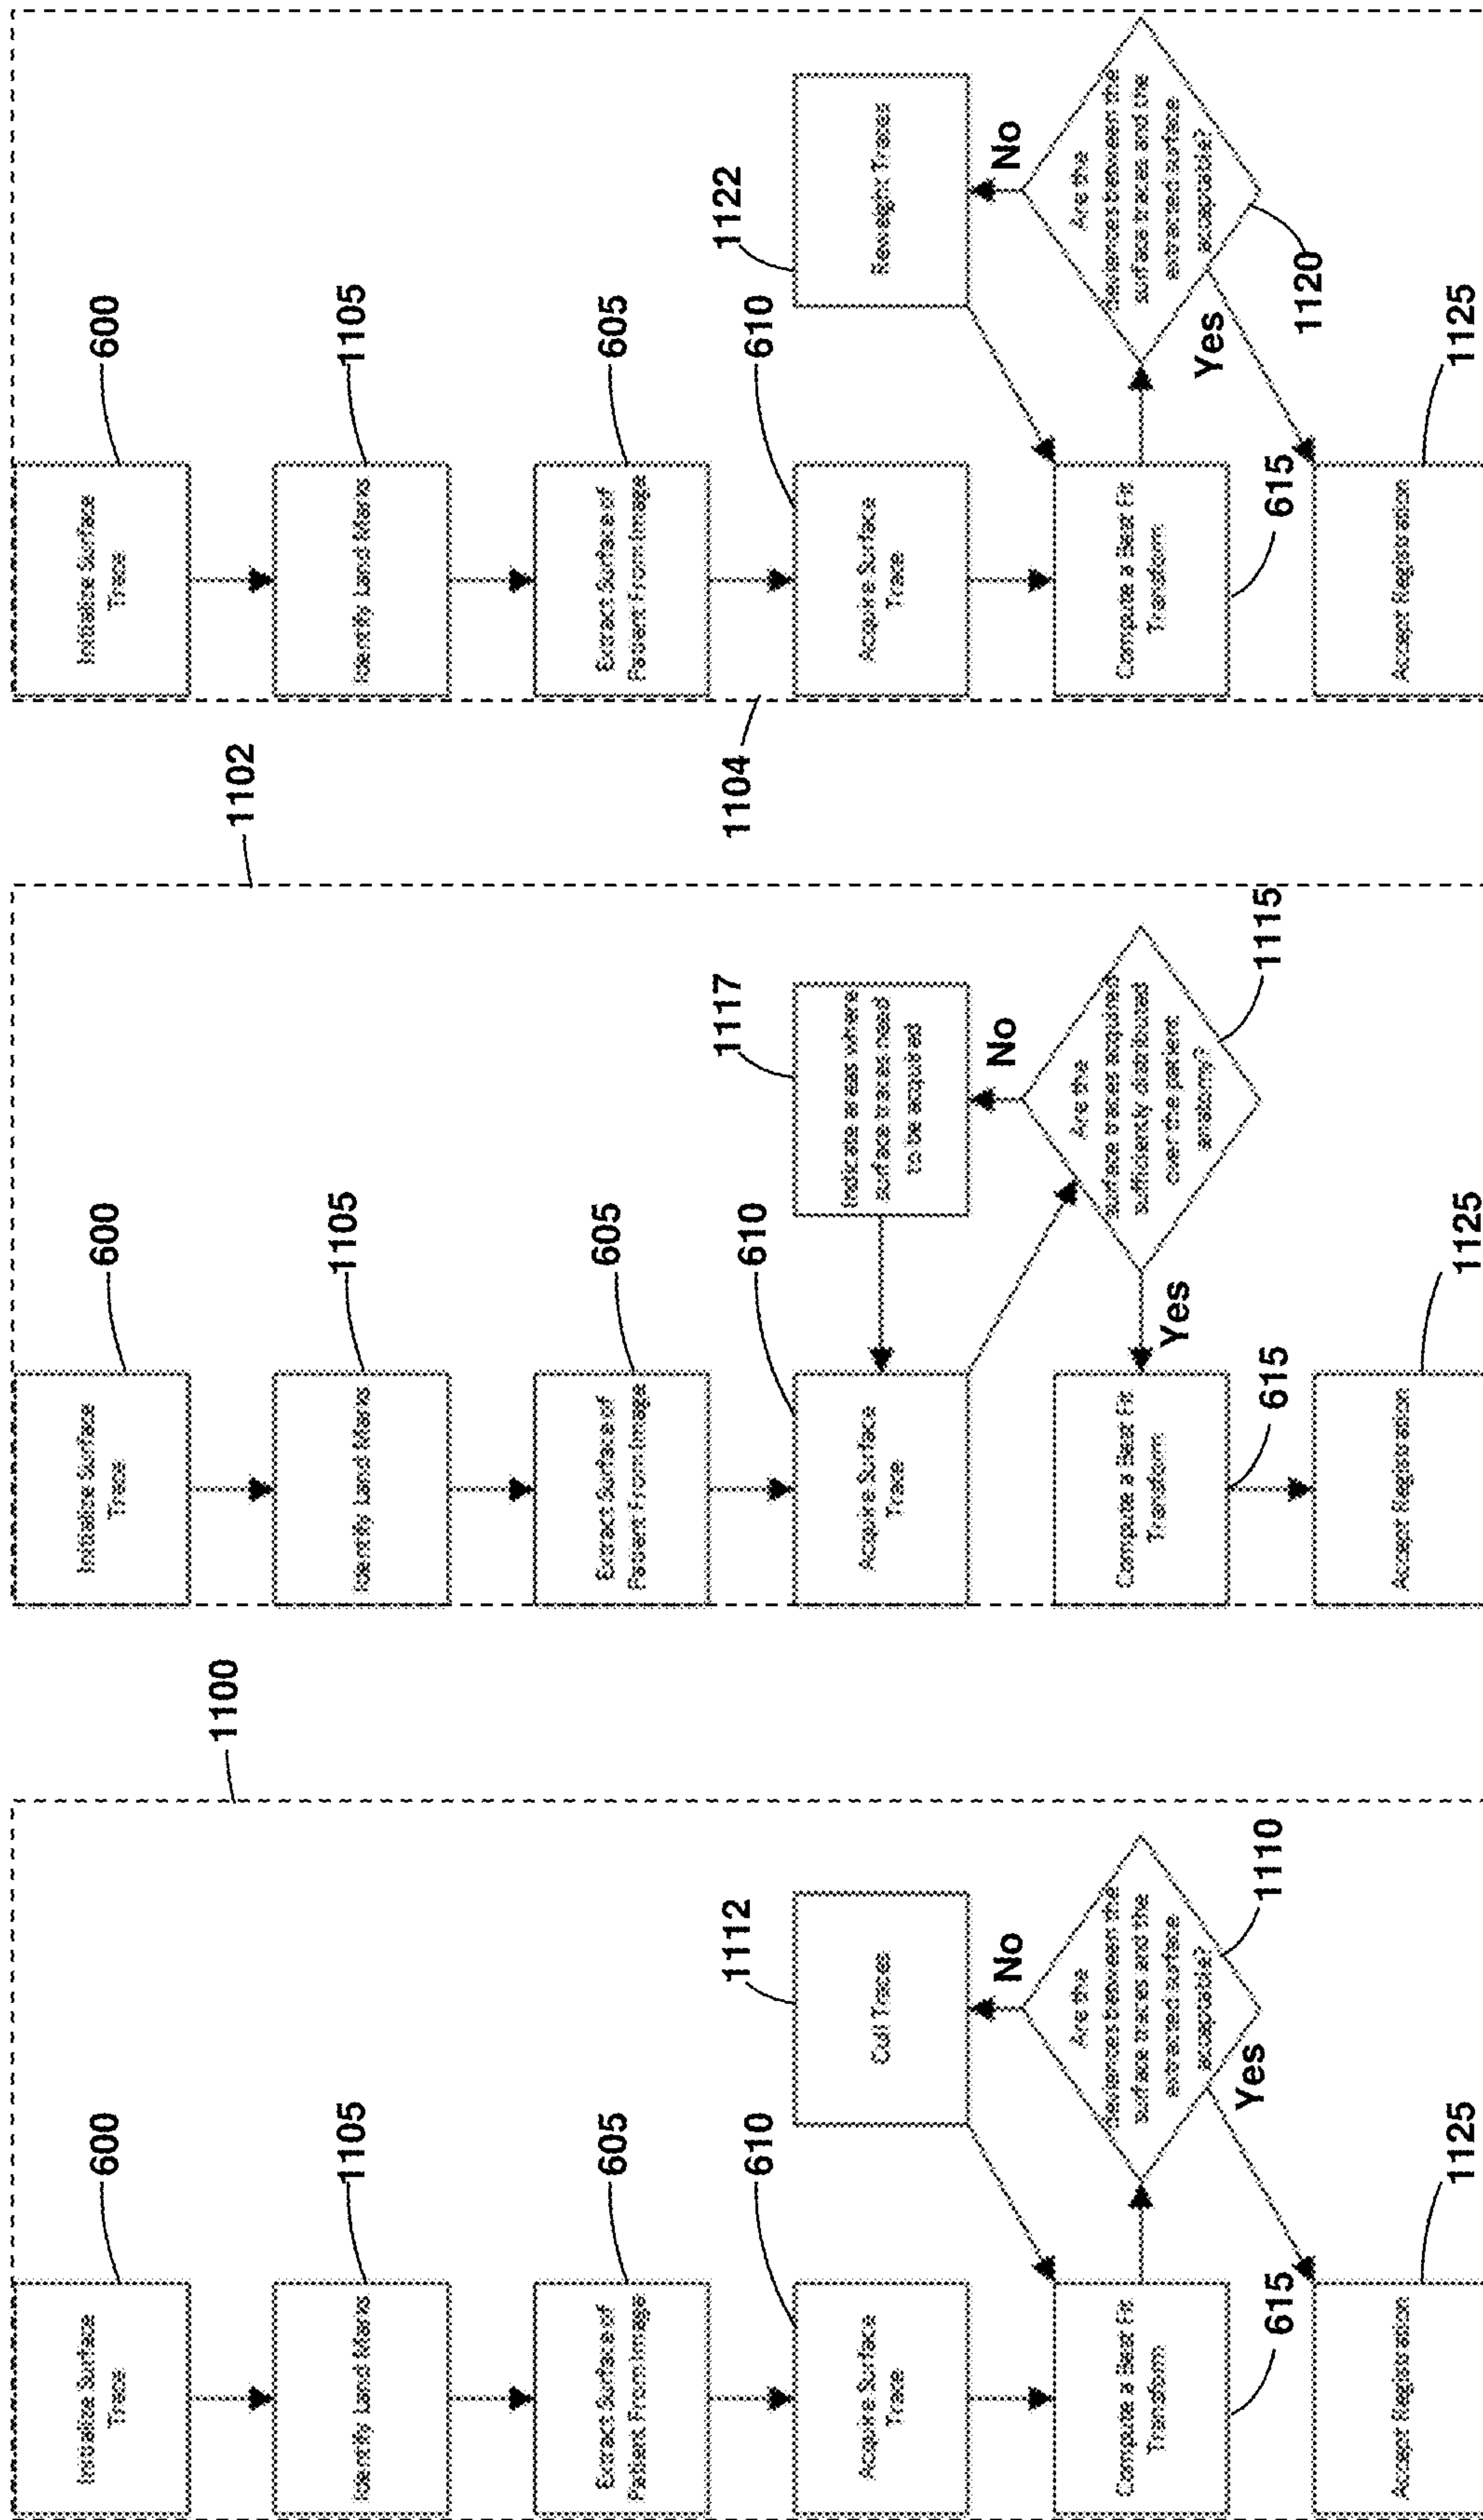 1100
Initialize Surface
Trace
600
Identify Land Marks
1105
Extract Surface of
Patient From Image
605
Acquire Surface
Trace
610
Compute a Best Fit
Transform
615
Cull Traces
1112
No
Are the
between the
surface traces and the
extracted surface
acceptable?
1110
Yes
Accept Registration
1125
1102
Initialize Surface
Trace
600
Identify Land Marks
1105
Extract Surface of
Patient From Image
605
Acquire Surface
Trace
610
Indicate areas where
surface traces need
to be acquired
1117
No
Are the
surface traces acquired
sufficiently distributed
over the patient
anatomy?
1115
Yes
Compute a Best Fit
Transform
615
Accept Registration
1125
1104
Initialize Surface
Trace
600
Identify Land Marks
1105
Extract Surface of
Patient From Image
605
Acquire Surface
Trace
610
Compute a Best Fit
Transform
615
Reweight Traces
1122
No
Are the
between the
surface traces and the
extracted surface
acceptable?
1120
Yes
Accept Registration
1125